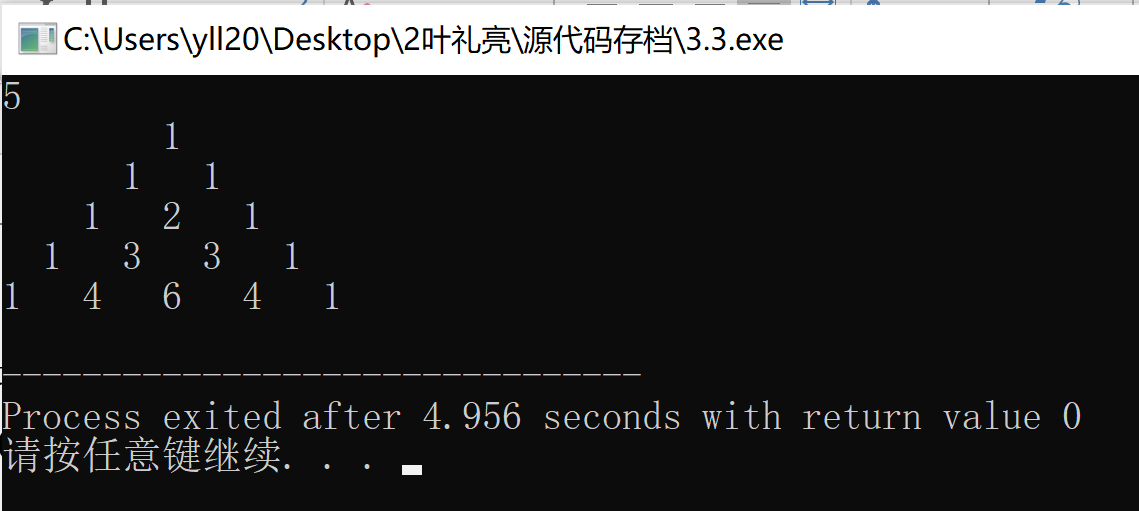 C:\Users\yll20\Desktop\2叶礼亮\源代码存档\3.3.exe
5
        1
      1   1
    1   2   1
  1   3   3   1
1   4   6   4   1
--------------------------------
Process exited after 4.956 seconds with return value 0
请按任意键继续. . .